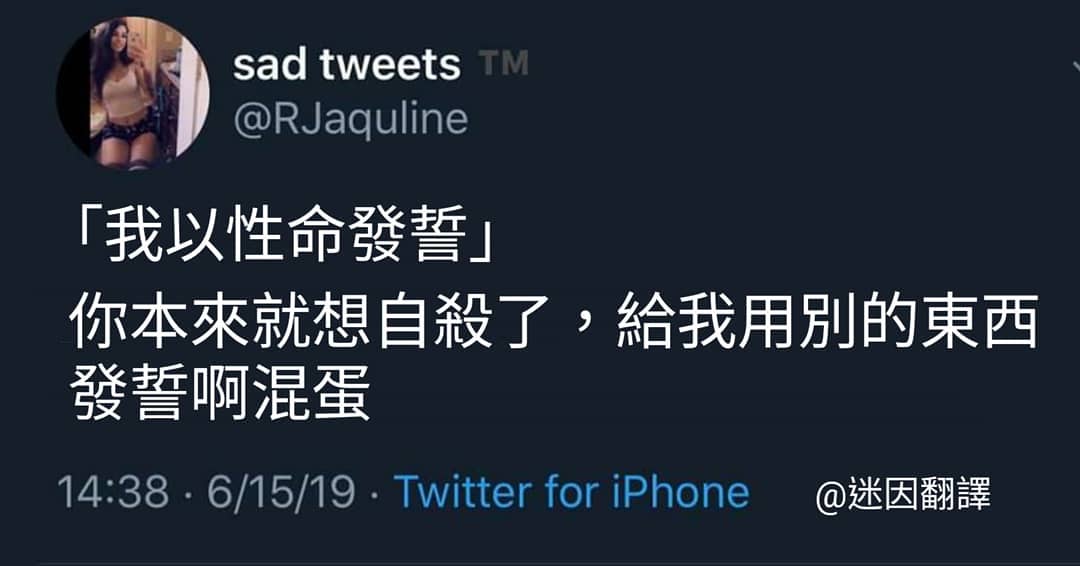 sad tweets TM
@RJaquline
「我以性命發誓」
你本來就想自殺了，給我用別的東西
發誓啊混蛋
14:38 · 6/15/19 · Twitter for iPhone @迷因翻譯